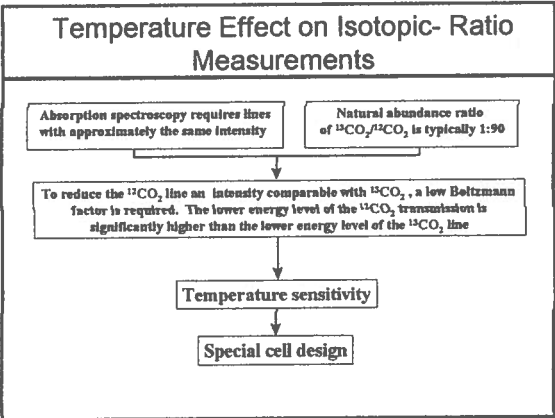 Temperature Effect on Isotopic- Ratio
Measurements
Absorption spectroscopy requires lines
with approximately the same intensity
Natural abundance ratio
of ¹³CO₂/¹²CO₂ is typically 1:90
To reduce the ¹²CO₂ line an intensity comparable with ¹³CO₂ , a low Boltzmann
factor is required. The lower energy level of the ¹²CO₂ transmission is
significantly higher than the lower energy level of the ¹³CO₂ line
Temperature sensitivity
Special cell design